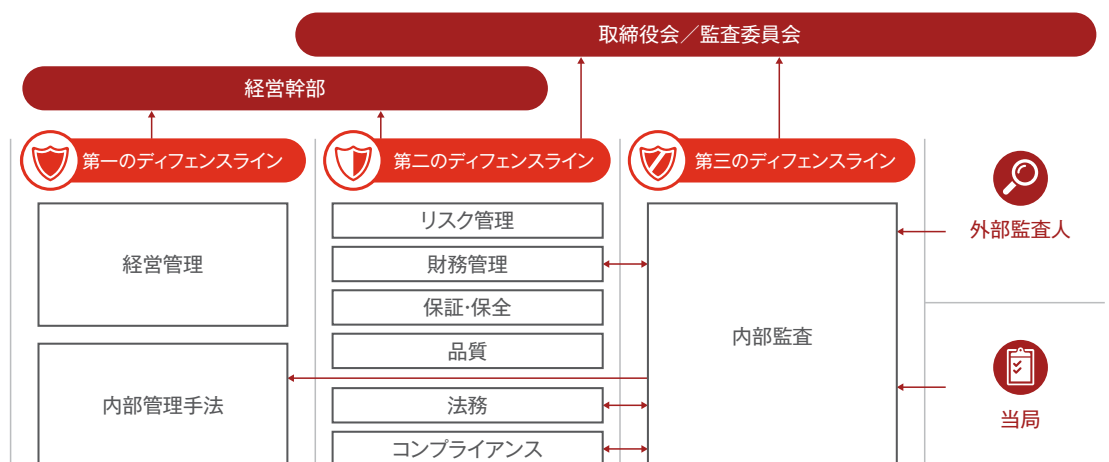 取締役会／監査委員会
経営幹部
第一のディフェンスライン
第二のディフェンスライン
第三のディフェンスライン
経営管理
内部管理手法
リスク管理
財務管理
保証・保全
品質
法務
コンプライアンス
内部監査
外部監査人
当局